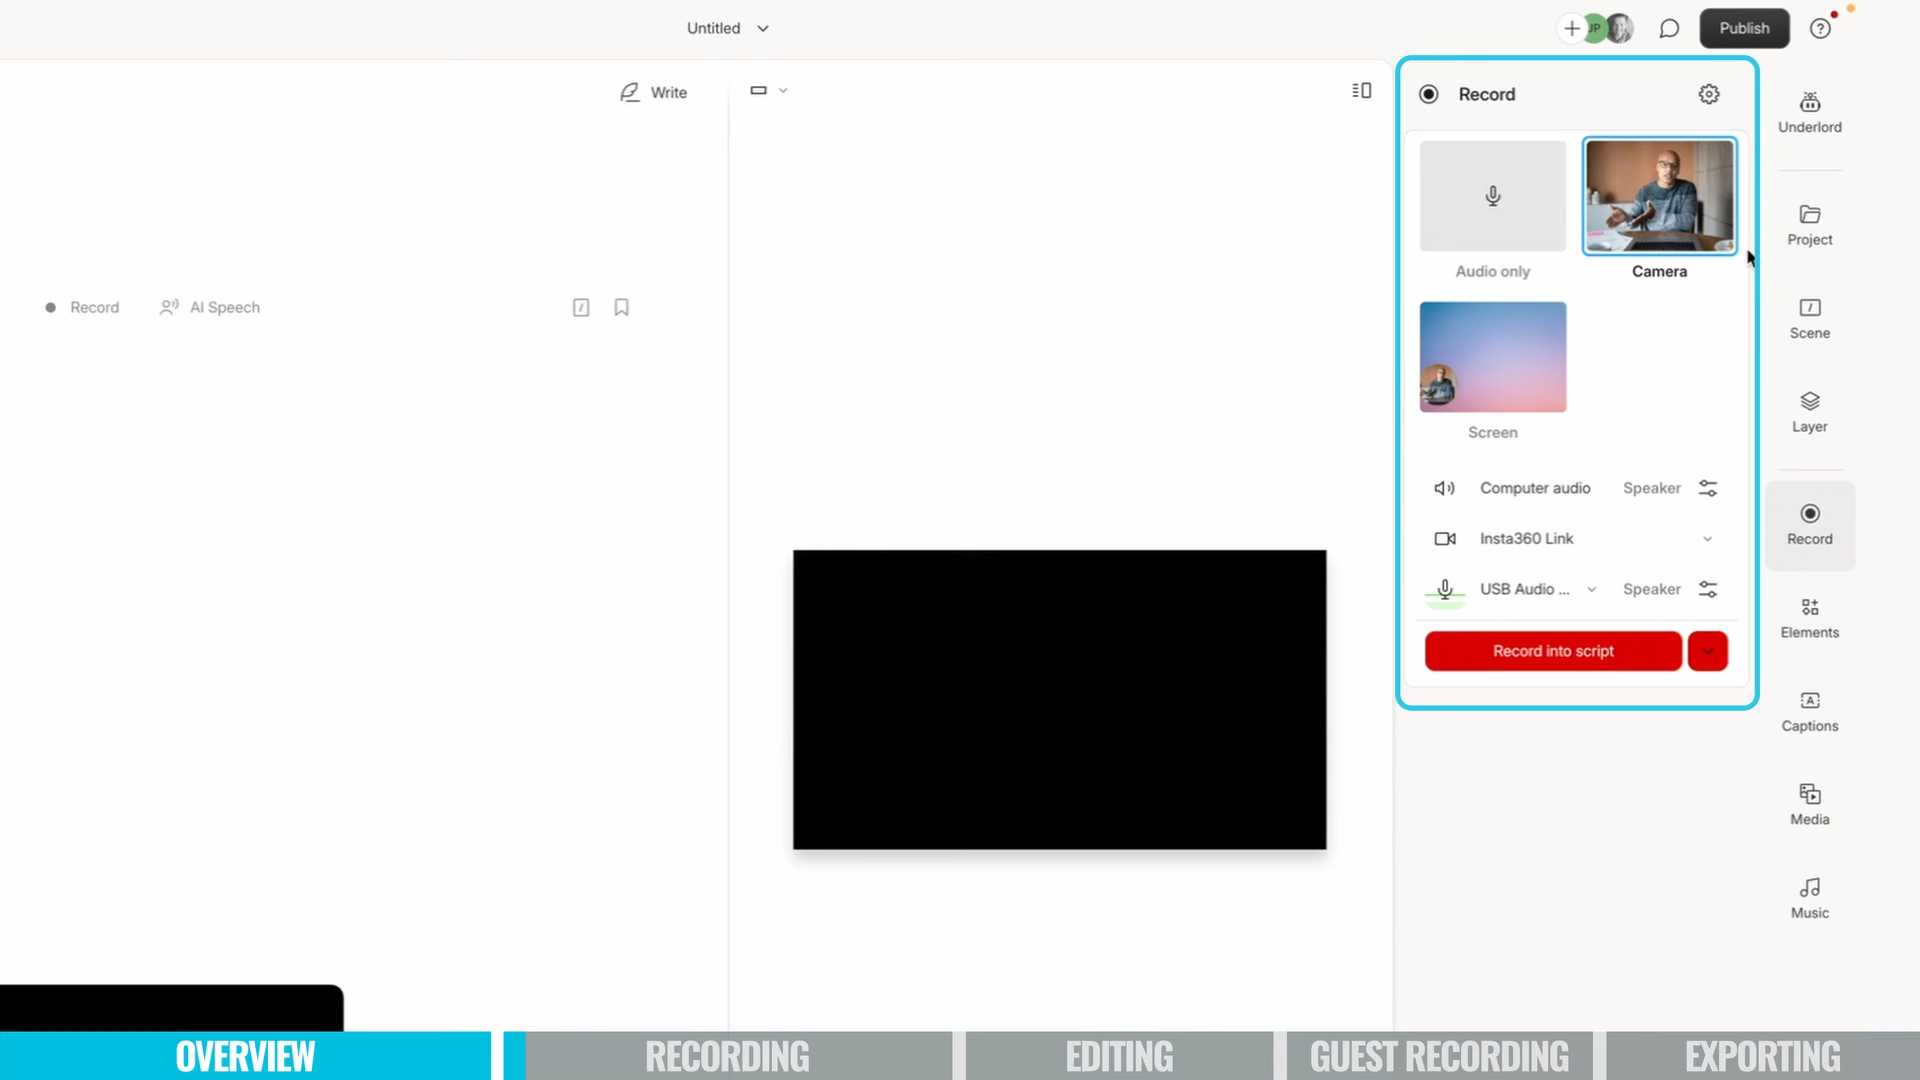 Untitled
JP
Publish
Write
Record
Underlord
Audio only
Camera
Project
Record
AI Speech
Scene
Screen
Layer
Computer audio
Speaker
Insta360 Link
Record
USB Audio ...
Speaker
Elements
Record into script
Captions
Media
Music
OVERVIEW
RECORDING
EDITING
GUEST RECORDING
EXPORTING